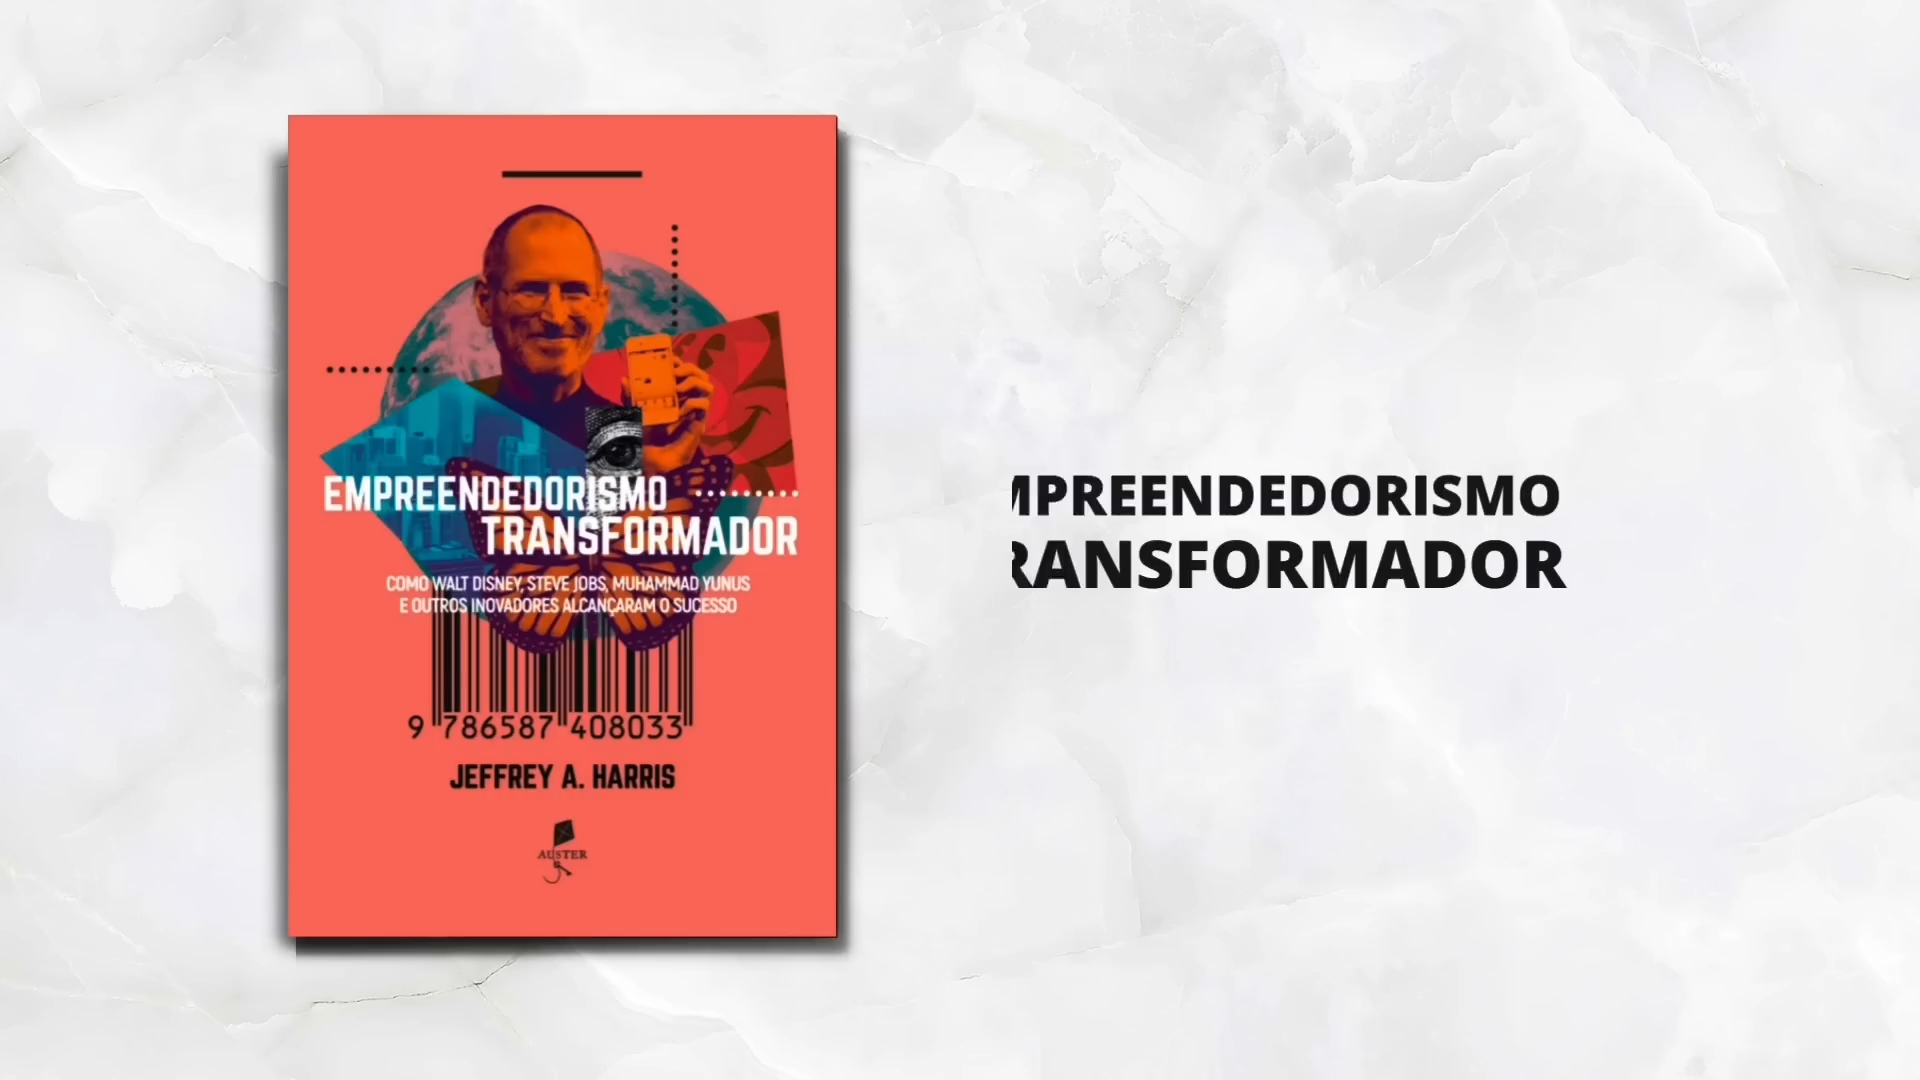 EMPREENDEDORISMO
TRANSFORMADOR
COMO WALT DISNEY, STEVE JOBS, MUHAMMAD YUNUS
E OUTROS INOVADORES ALCANÇARAM O SUCESSO
9 786587 408033
JEFFREY A. HARRIS
AUSTER
MPREENDEDORISMO
RANSFORMADOR